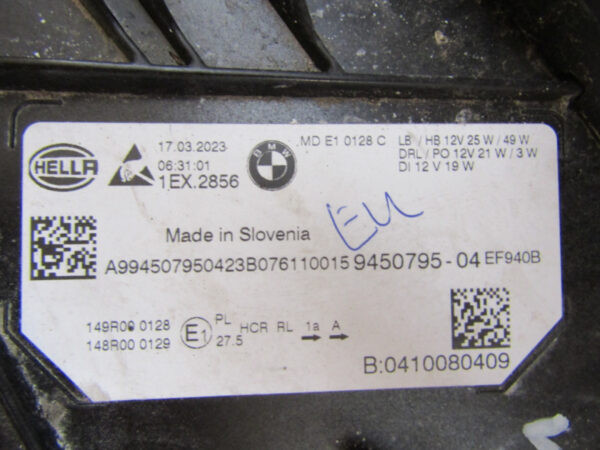 HELLA
17.03.2023
06:31:01
1EX.2856
BMW
.MD E1 0128 C
LB / HB 12V 25 W / 49 W
DRL / PO 12V 21 W / 3 W
DI 12 V 19 W
EU
Made in Slovenia
A994507950423B0761100159450795 - 04 EF940B
149R00 0128
148R00 0129
E1
PL
27.5
HCR RL 1a A
B:0410080409